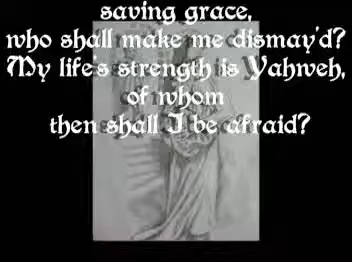 saving grace,
who shall make me dismay'd?
My life's strength is Yahweh,
of whom
then shall I be afraid?